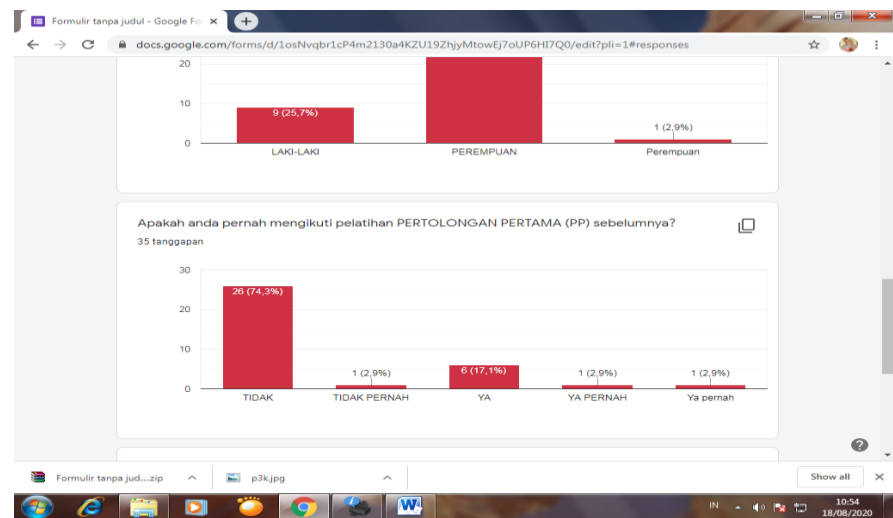 Formulir tanpa judul - Google Fo
docs.google.com/forms/d/1osNvqbr1cP4m2130a4KZU19ZhjyMtowEj7oUP6HI7Q0/edit?pli=1#responses
20
10
0
9 (25,7%)
1 (2,9%)
LAKI-LAKI
PEREMPUAN
Perempuan
Apakah anda pernah mengikuti pelatihan PERTOLONGAN PERTAMA (PP) sebelumnya?
35 tanggapan
30
20
10
0
26 (74,3%)
1 (2,9%)
6 (17,1%)
1 (2,9%)
1 (2,9%)
TIDAK
TIDAK PERNAH
YA
YA PERNAH
Ya pernah
Formulir tanpa jud....zip
p3k.jpg
Show all
IN
10:54
18/08/2020